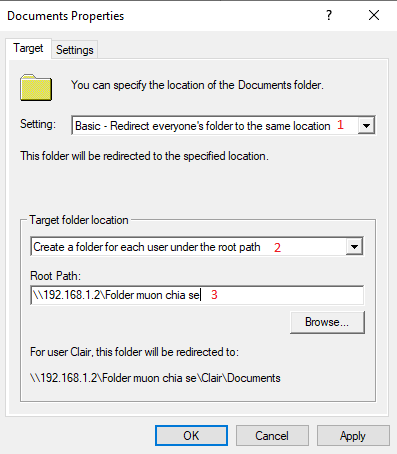 Documents Properties
?
Target
Settings
You can specify the location of the Documents folder.
Setting:
Basic - Redirect everyone's folder to the same location 1
This folder will be redirected to the specified location.
Target folder location
Create a folder for each user under the root path 2
Root Path:
\\192.168.1.2\Folder muon chia se 3
Browse...
For user Clair, this folder will be redirected to:
\\192.168.1.2\Folder muon chia se\Clair\Documents
OK
Cancel
Apply